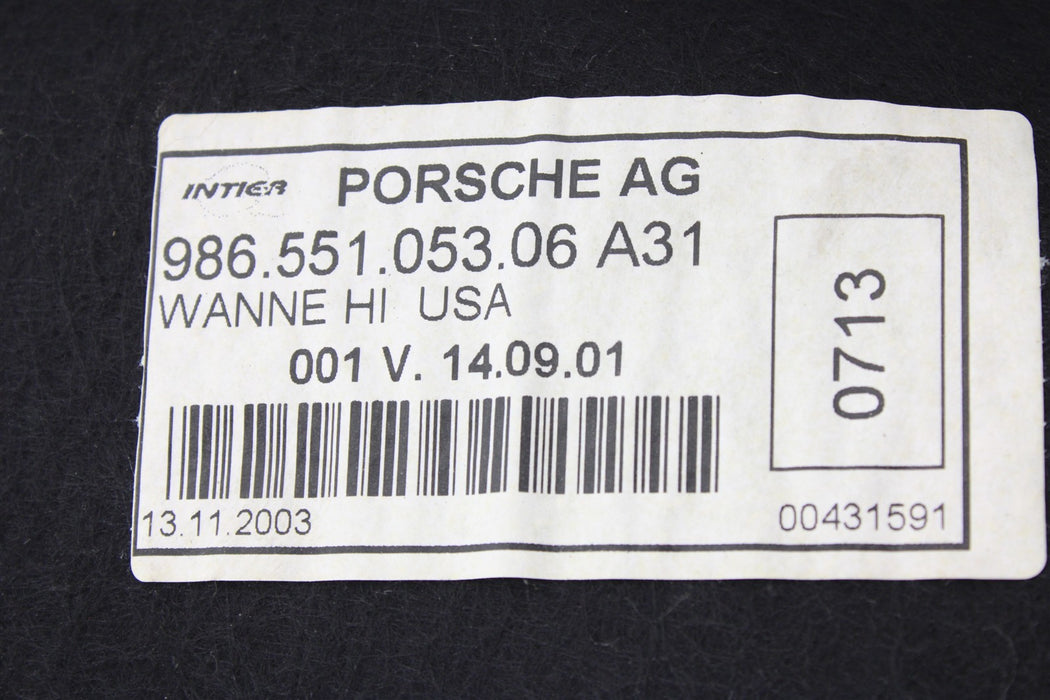 INTIER PORSCHE AG
986.551.053.06 A31
WANNE HI USA
001 V. 14.09.01
0713
13.11.2003
00431591